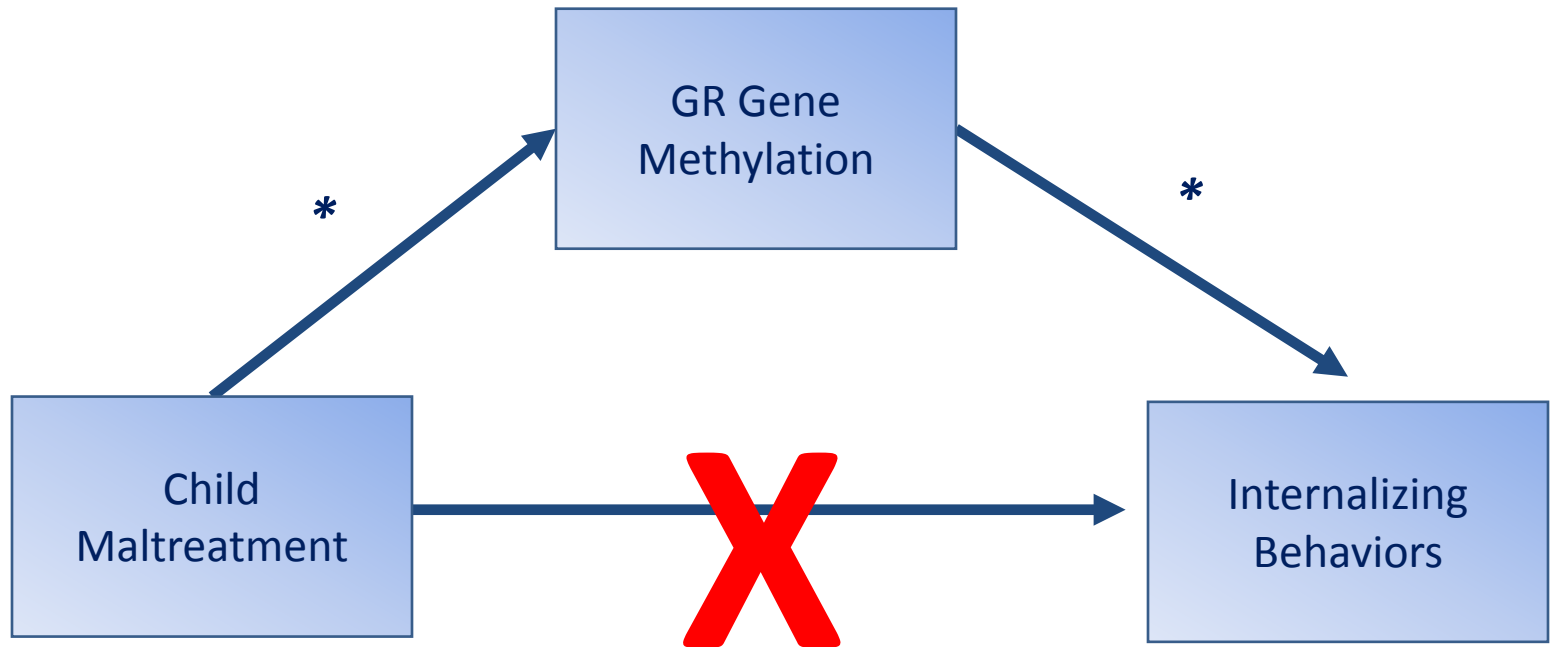 GR Gene
Methylation
*
*
Child
Maltreatment
X
Internalizing
Behaviors